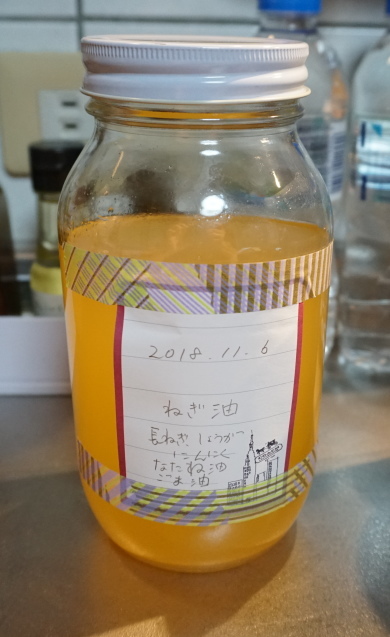 2018.11.6
ねぎ油
長ねぎ しょうが
にんにく
なたね油
ごま油